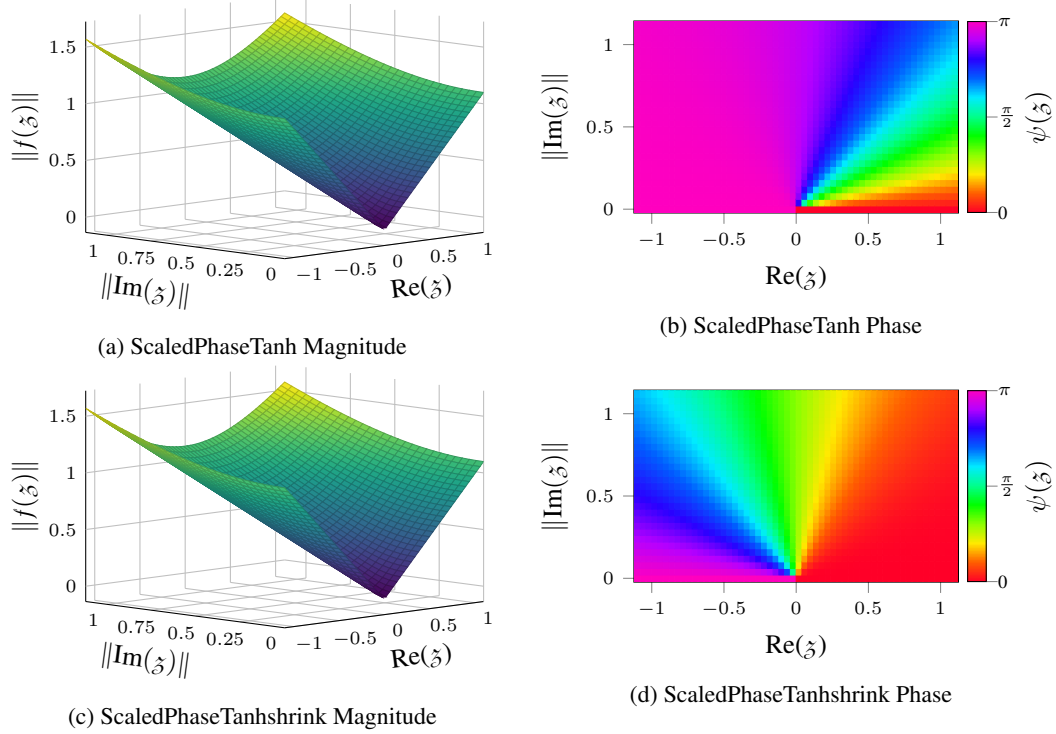 1.5
1
0.5
0
∥f(𝔷)∥
1
0.75
0.5
0.25
0
−1
−0.5
0
0.5
1
∥Im(𝔷)∥
Re(𝔷)
(a) ScaledPhaseTanh Magnitude
1
0.5
0
∥Im(𝔷)∥
−1
−0.5
0
0.5
1
Re(𝔷)
π
π/2
0
ψ(𝔷)
(b) ScaledPhaseTanh Phase
1.5
1
0.5
0
∥f(𝔷)∥
1
0.75
0.5
0.25
0
−1
−0.5
0
0.5
1
∥Im(𝔷)∥
Re(𝔷)
(c) ScaledPhaseTanhshrink Magnitude
1
0.5
0
∥Im(𝔷)∥
−1
−0.5
0
0.5
1
Re(𝔷)
π
π/2
0
ψ(𝔷)
(d) ScaledPhaseTanhshrink Phase